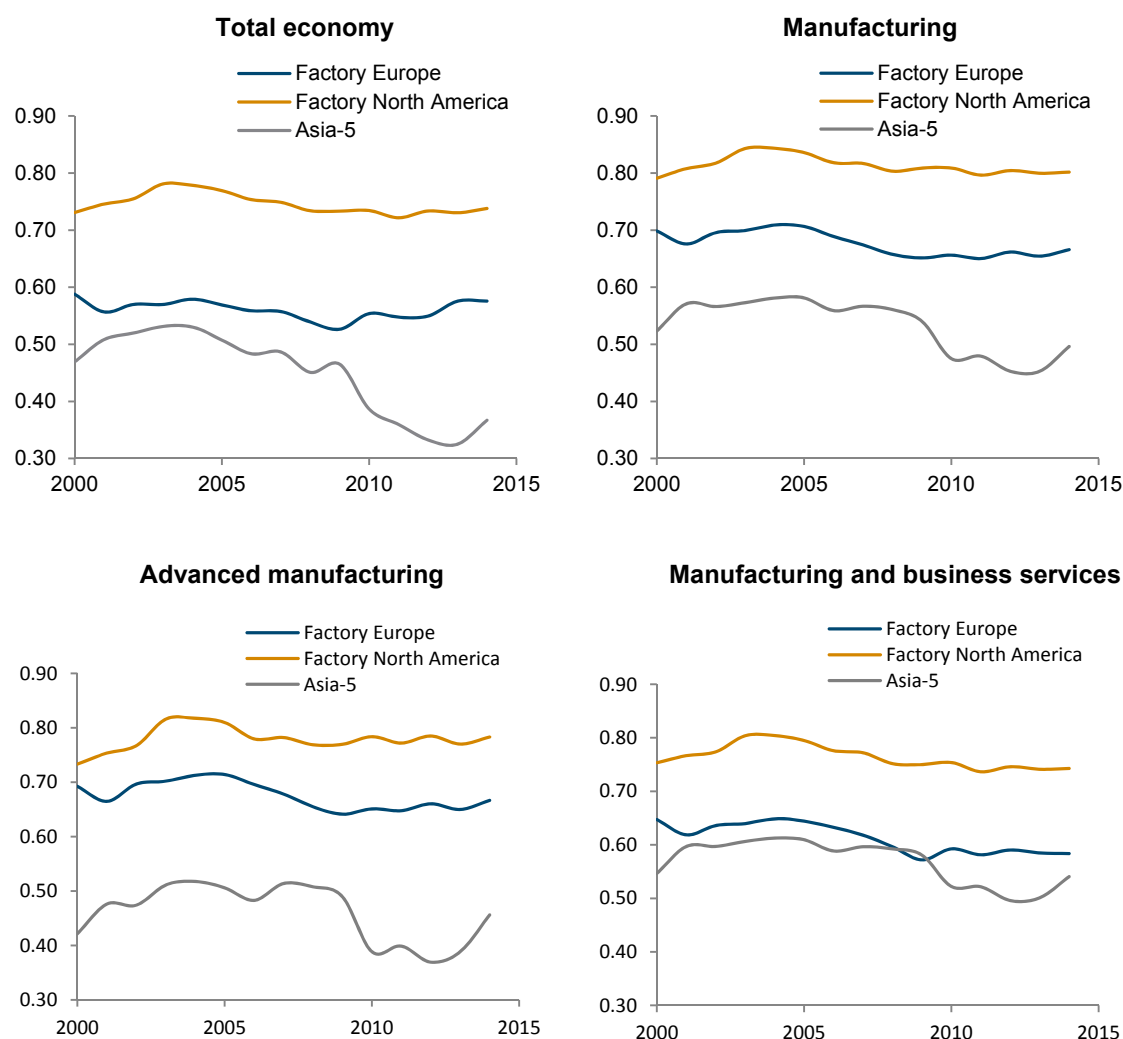 Total economy
Factory Europe
Factory North America
Asia-5
0.90
0.80
0.70
0.60
0.50
0.40
0.30
2000 2005 2010 2015
Manufacturing
Factory Europe
Factory North America
Asia-5
0.90
0.80
0.70
0.60
0.50
0.40
0.30
2000 2005 2010 2015
Advanced manufacturing
Factory Europe
Factory North America
Asia-5
0.90
0.80
0.70
0.60
0.50
0.40
0.30
2000 2005 2010 2015
Manufacturing and business services
Factory Europe
Factory North America
Asia-5
0.90
0.80
0.70
0.60
0.50
0.40
0.30
2000 2005 2010 2015